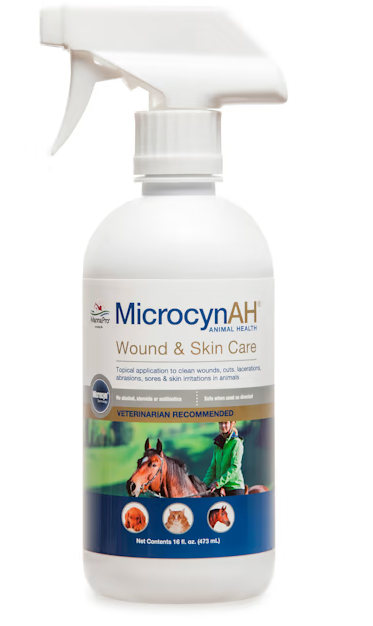 MannaPro
MicrocynAH®
ANIMAL HEALTH
Wound & Skin Care
Topical application to clean wounds, cuts, lacerations,
abrasions, sores & skin irritations in animals
Microcyn
No alcohol, steroids or antibiotics
Safe when used as directed
VETERINARIAN RECOMMENDED
Net Contents 16 fl. oz. (473 mL)